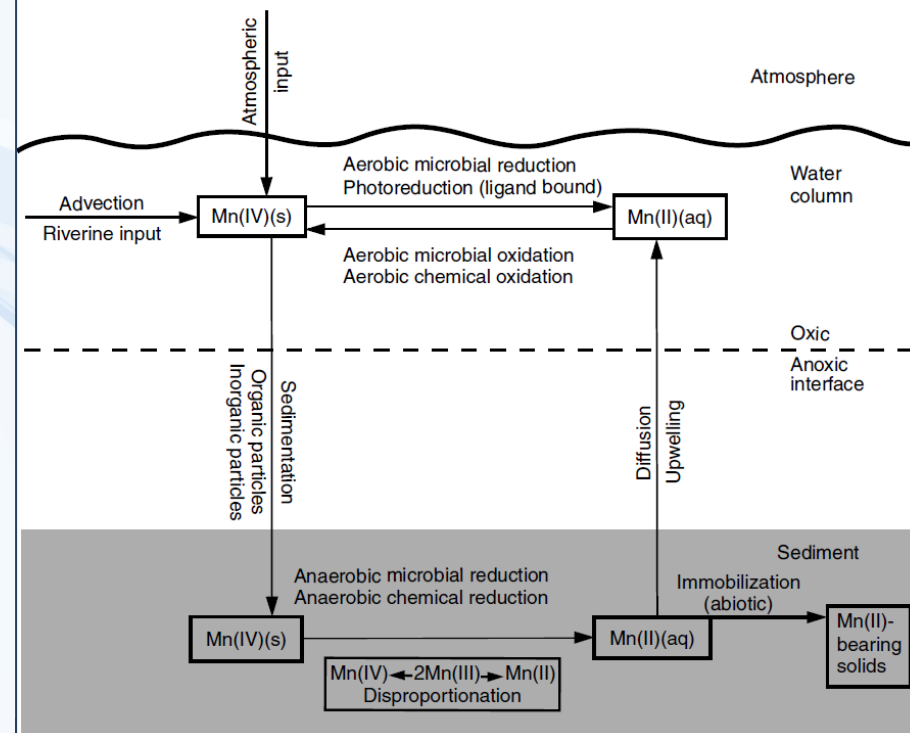 Atmospheric
input
Atmosphere
Aerobic microbial reduction
Photoreduction (ligand bound)
Water
column
Advection
Riverine input
Mn(IV)(s)
Mn(II)(aq)
Aerobic microbial oxidation
Aerobic chemical oxidation
Oxic
Anoxic
interface
Sedimentation
Organic particles
Inorganic particles
Diffusion
Upwelling
Sediment
Anaerobic microbial reduction
Anaerobic chemical reduction
Immobilization
(abiotic)
Mn(IV)(s)
Mn(II)(aq)
Mn(II)-
bearing
solids
Mn(IV)←2Mn(III)→Mn(II)
Disproportionation